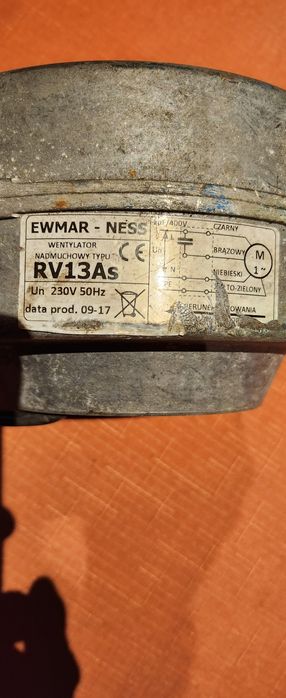 EWMAR - NESS
WENTYLATOR
NADMUCHOWY TYPU
CE
RV13As
Un 230V 50Hz
data prod. 09-17
/400V
CZARNY
BRĄZOWY
NIEBIESKI
N
M
1~